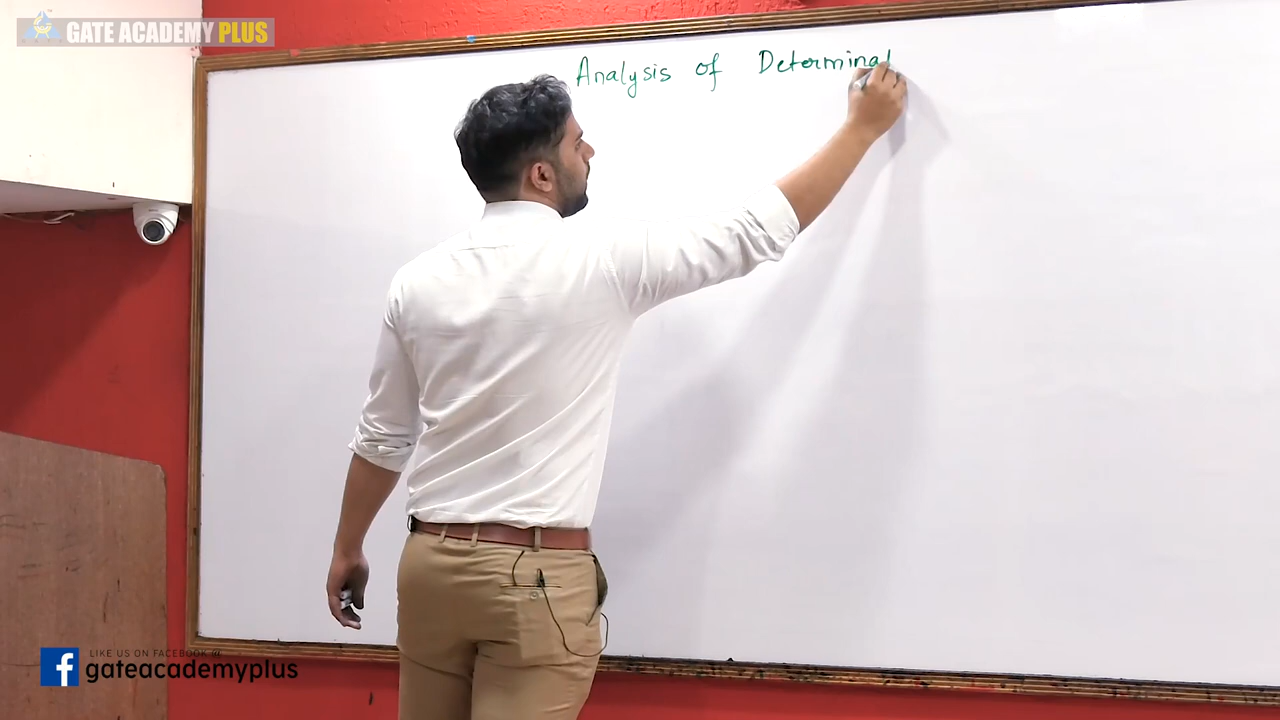 GATE ACADEMY PLUS
Analysis of Determinat
LIKE US ON FACEBOOK @
gateacademyplus